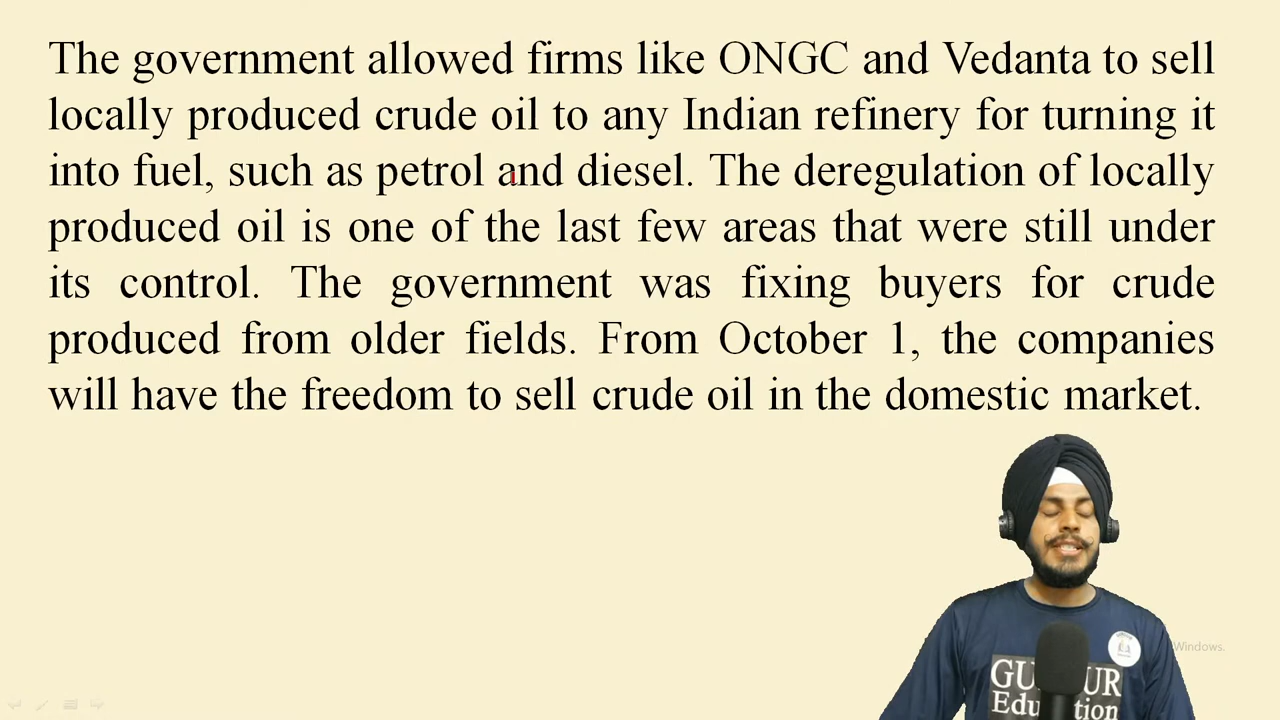 The government allowed firms like ONGC and Vedanta to sell
locally produced crude oil to any Indian refinery for turning it
into fuel, such as petrol and diesel. The deregulation of locally
produced oil is one of the last few areas that were still under
its control. The government was fixing buyers for crude
produced from older fields. From October 1, the companies
will have the freedom to sell crude oil in the domestic market.
Windows.